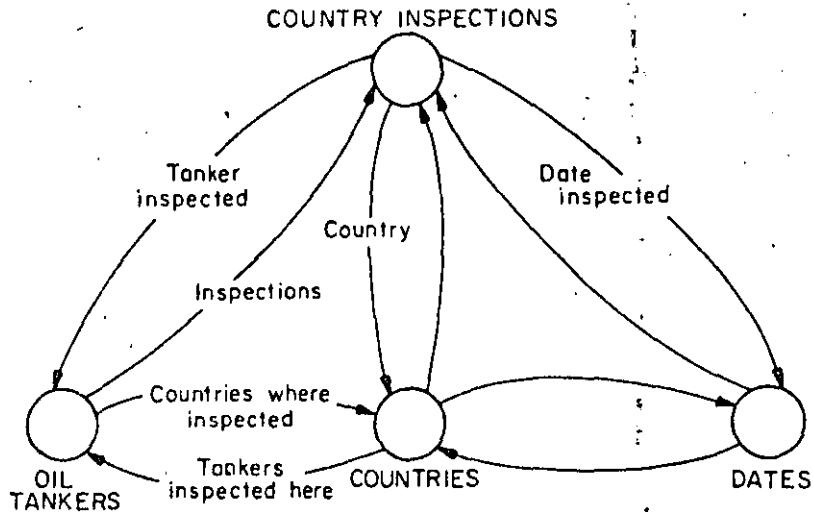 COUNTRY INSPECTIONS
Tanker
inspected
Date
inspected
Country
Inspections
Countries where
inspected
Tankers
inspected here
OIL
TANKERS
COUNTRIES
DATES